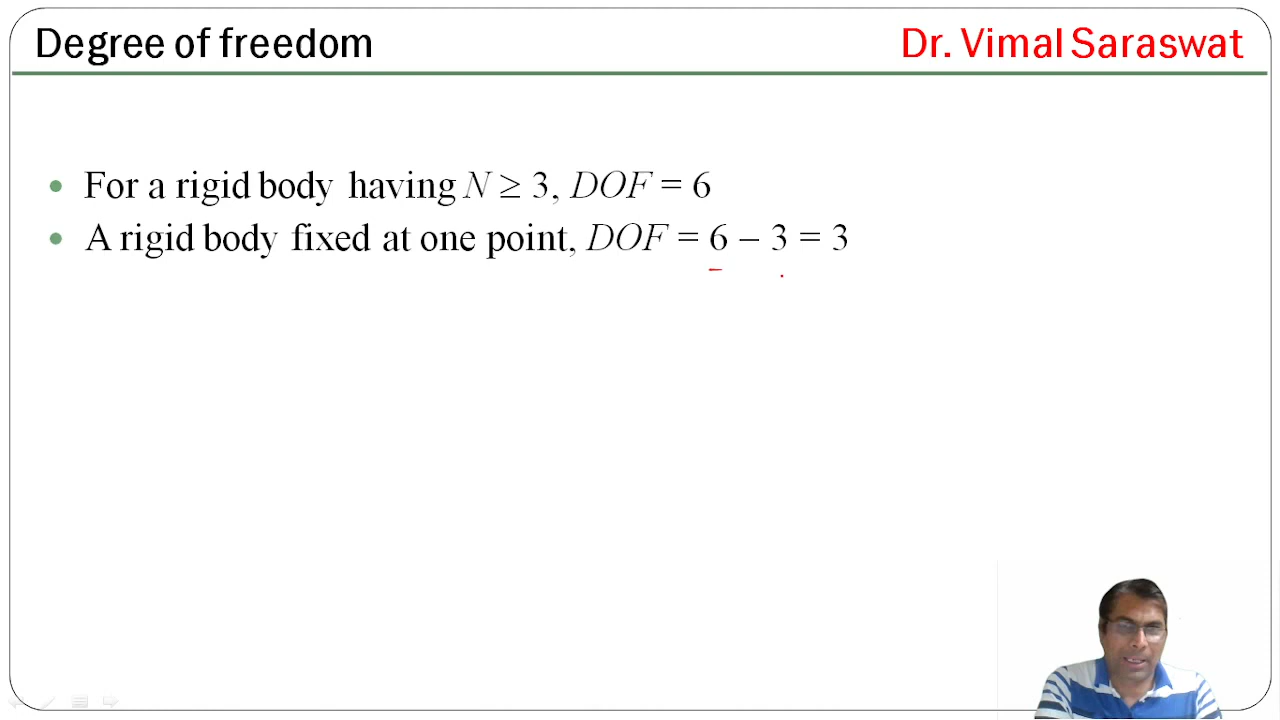 Degree of freedom
Dr. Vimal Saraswat
For a rigid body having N ≥ 3, DOF = 6
A rigid body fixed at one point, DOF = 6 – 3 = 3